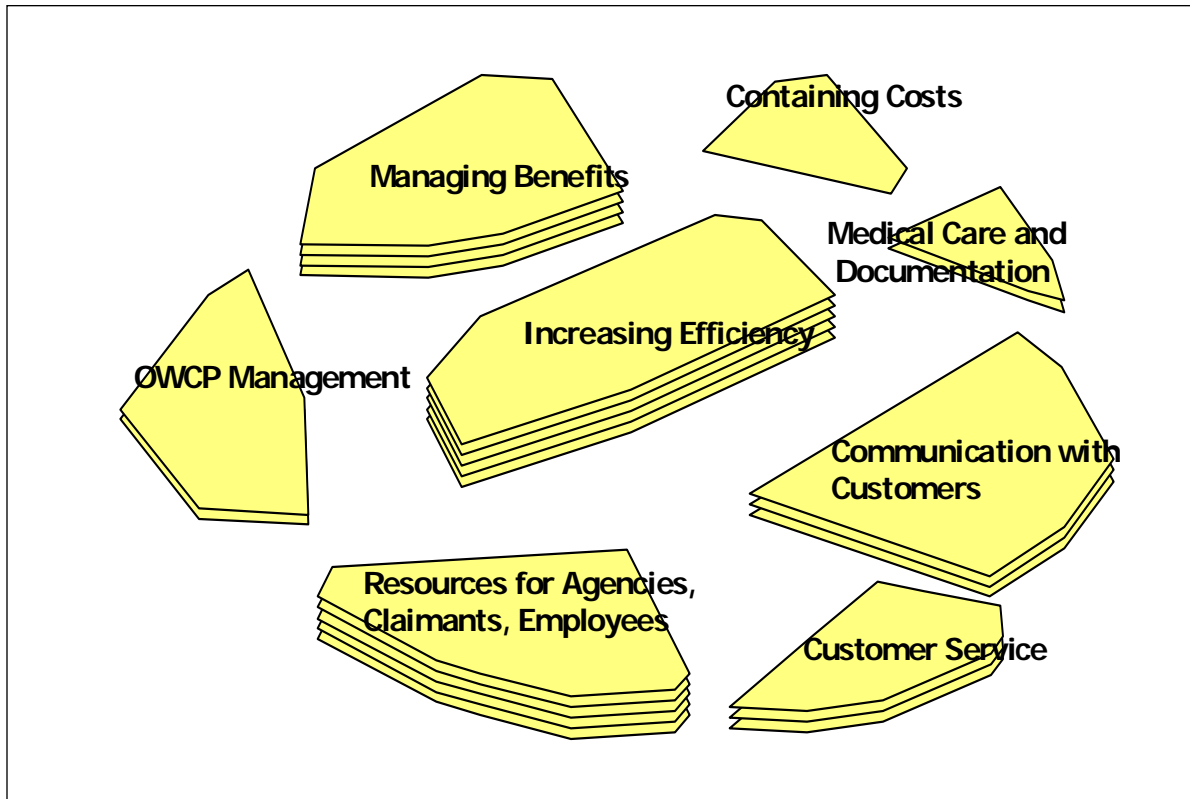 Containing Costs
Managing Benefits
Medical Care and
Documentation
Increasing Efficiency
OWCP Management
Communication with
Customers
Resources for Agencies,
Claimants, Employees
Customer Service